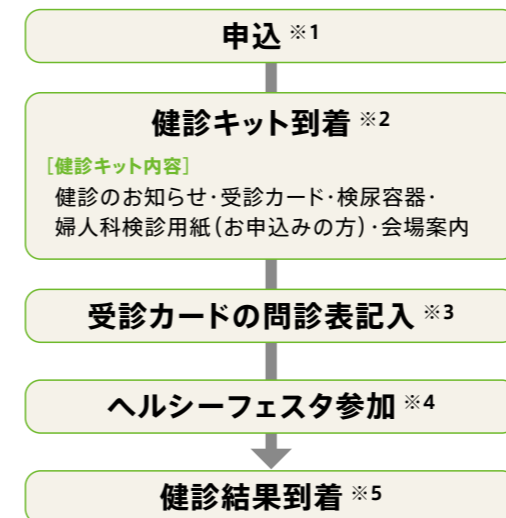 申込 ※1
健診キット到着 ※2
［健診キット内容］
健診のお知らせ・受診カード・検尿容器・
婦人科検診用紙（お申込みの方）・会場案内
受診カードの問診表記入 ※3
ヘルシーフェスタ参加 ※4
健診結果到着 ※5